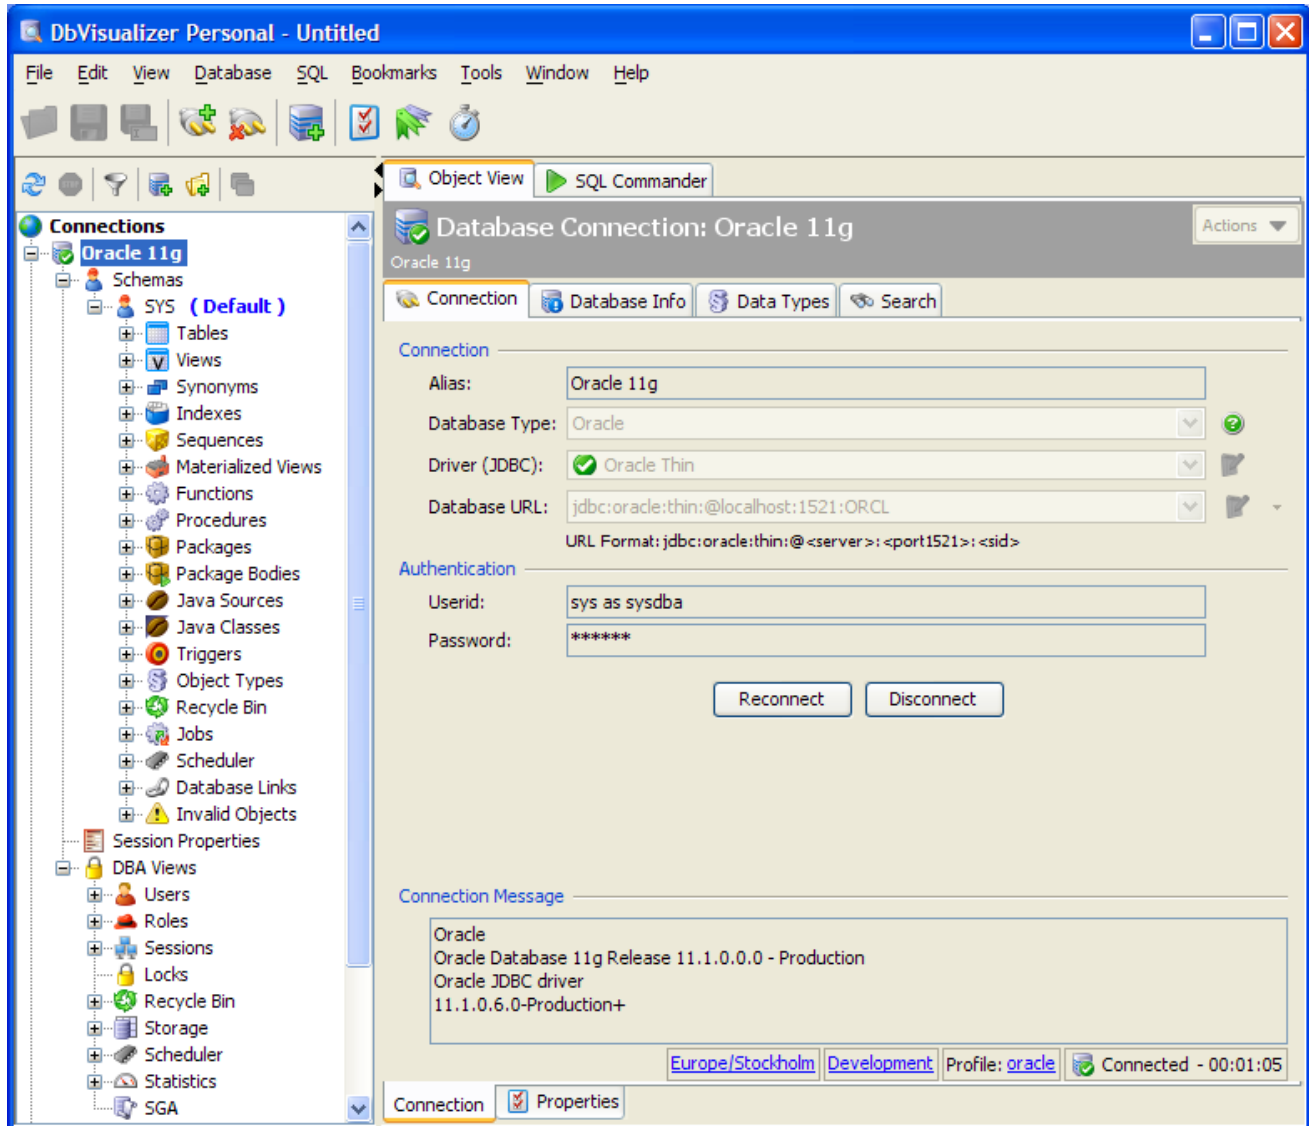 DbVisualizer Personal - Untitled
File Edit View Database SQL Bookmarks Tools Window Help
Object View SQL Commander
Connections
Oracle 11g
Schemas
SYS ( Default )
Tables
Views
Synonyms
Indexes
Sequences
Materialized Views
Functions
Procedures
Packages
Package Bodies
Java Sources
Java Classes
Triggers
Object Types
Recycle Bin
Jobs
Scheduler
Database Links
Invalid Objects
Session Properties
DBA Views
Users
Roles
Sessions
Locks
Recycle Bin
Storage
Scheduler
Statistics
SGA
Database Connection: Oracle 11g
Actions
Oracle 11g
Connection Database Info Data Types Search
Connection
Alias: Oracle 11g
Database Type: Oracle
Driver (JDBC): Oracle Thin
Database URL: jdbc:oracle:thin:@localhost:1521:ORCL
URL Format: jdbc:oracle:thin:@<server>:<port1521>:<sid>
Authentication
Userid: sys as sysdba
Password: ******
Reconnect Disconnect
Connection Message
Oracle
Oracle Database 11g Release 11.1.0.0.0 - Production
Oracle JDBC driver
11.1.0.6.0-Production+
Europe/Stockholm Development Profile: oracle Connected - 00:01:05
Connection Properties